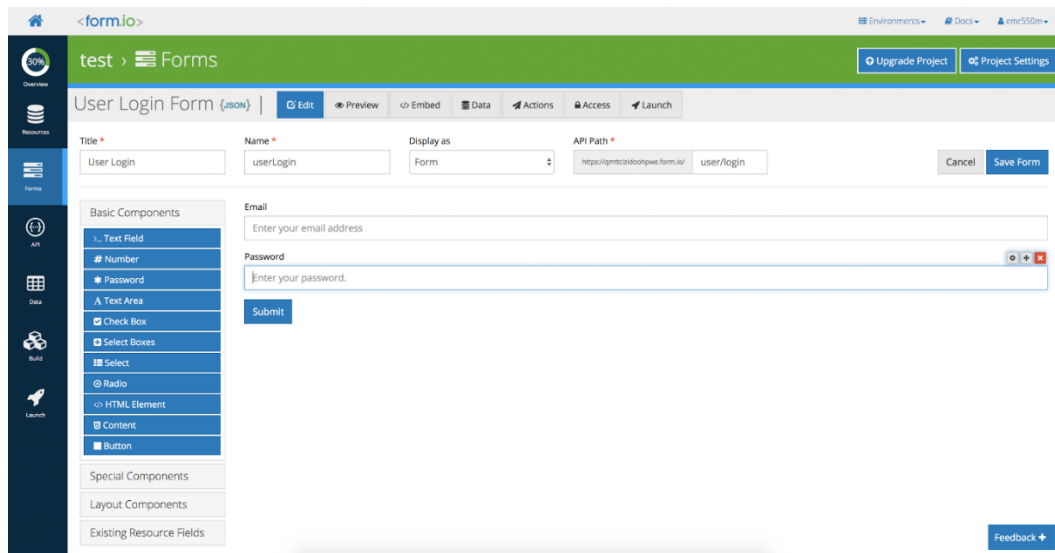 <form.io>
Environments
Docs
emr550m
30%
Overview
test › Forms
Upgrade Project
Project Settings
Resources
User Login Form {JSON} |
Edit
Preview
</> Embed
Data
Actions
Access
Launch
Title *
Name *
Display as
API Path *
User Login
userLogin
Form
https://qmttcizidoohpwe.form.io/
user/login
Cancel
Save Form
Forms
API
Data
Build
Launch
Basic Components
>_ Text Field
# Number
* Password
A Text Area
Check Box
Select Boxes
Select
Radio
</> HTML Element
Content
Button
Special Components
Layout Components
Existing Resource Fields
Email
Enter your email address
Password
Enter your password.
Submit
Feedback +